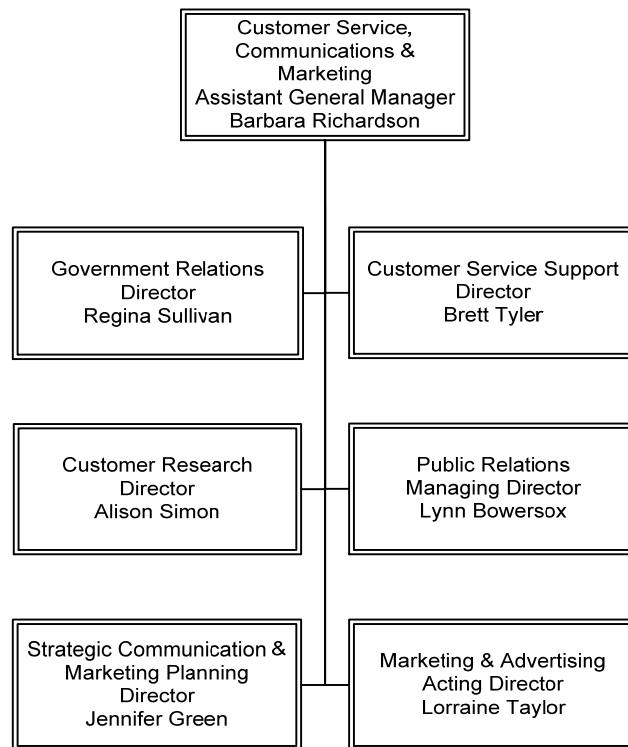 Customer Service,
Communications &
Marketing
Assistant General Manager
Barbara Richardson
Government Relations
Director
Regina Sullivan
Customer Service Support
Director
Brett Tyler
Customer Research
Director
Alison Simon
Public Relations
Managing Director
Lynn Bowersox
Strategic Communication &
Marketing Planning
Director
Jennifer Green
Marketing & Advertising
Acting Director
Lorraine Taylor